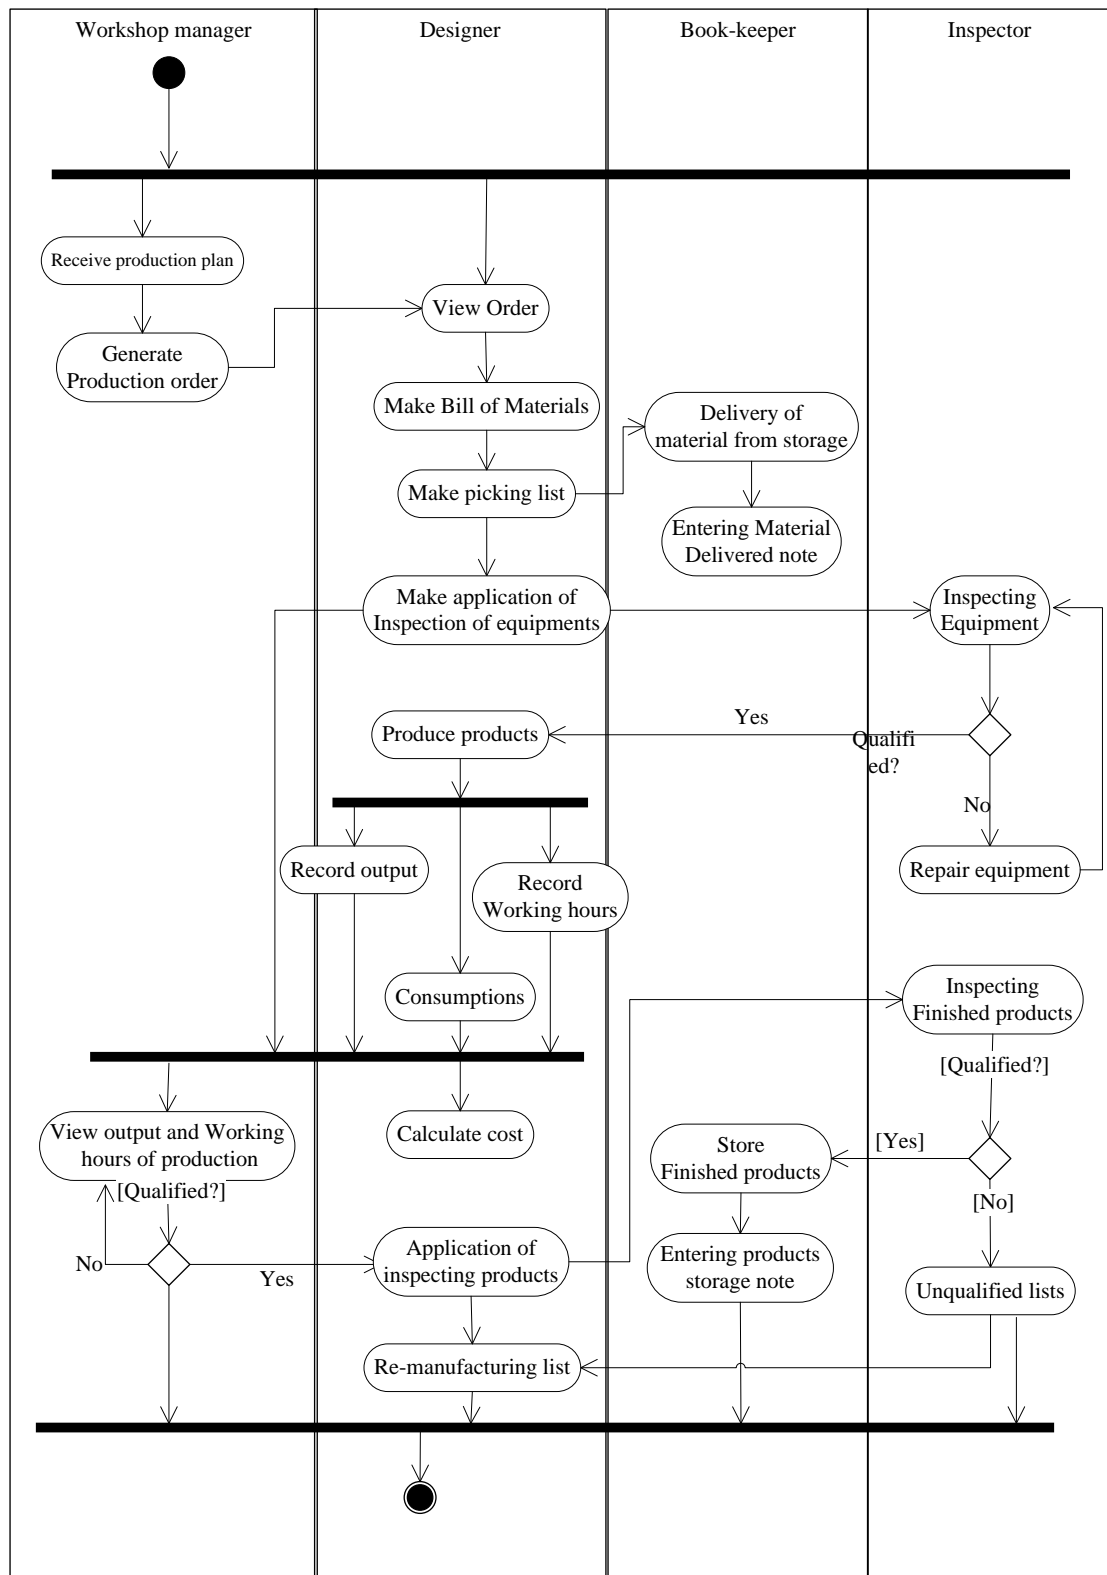 Workshop manager
Designer
Book-keeper
Inspector
Receive production plan
View Order
Generate
Production order
Make Bill of Materials
Delivery of
material from storage
Make picking list
Entering Material
Delivered note
Make application of
Inspection of equipments
Inspecting
Equipment
Produce products
Yes
Qualifi
ed?
No
Record output
Record
Working hours
Repair equipment
Consumptions
Inspecting
Finished products
[Qualified?]
View output and Working
hours of production
Calculate cost
Store
Finished products
[Yes]
[No]
[Qualified?]
No
Yes
Application of
inspecting products
Entering products
storage note
Unqualified lists
Re-manufacturing list